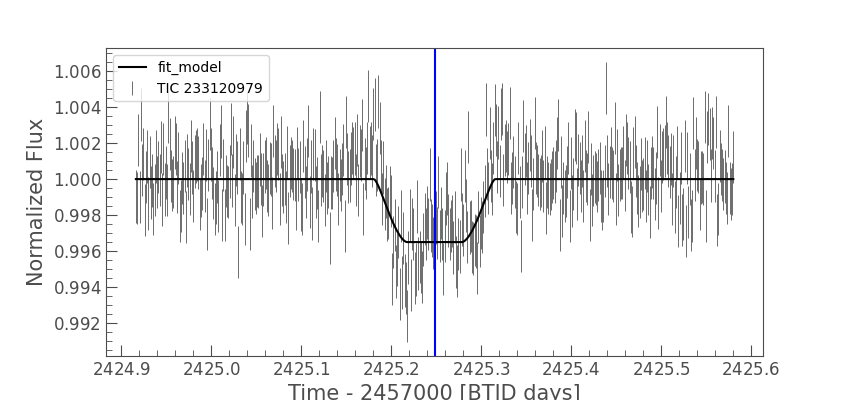 fit_model
TIC 233120979
1.006
1.004
1.002
1.000
0.998
0.996
0.994
0.992
Normalized Flux
2424.9 2425.0 2425.1 2425.2 2425.3 2425.4 2425.5 2425.6
Time - 2457000 [BTJD days]